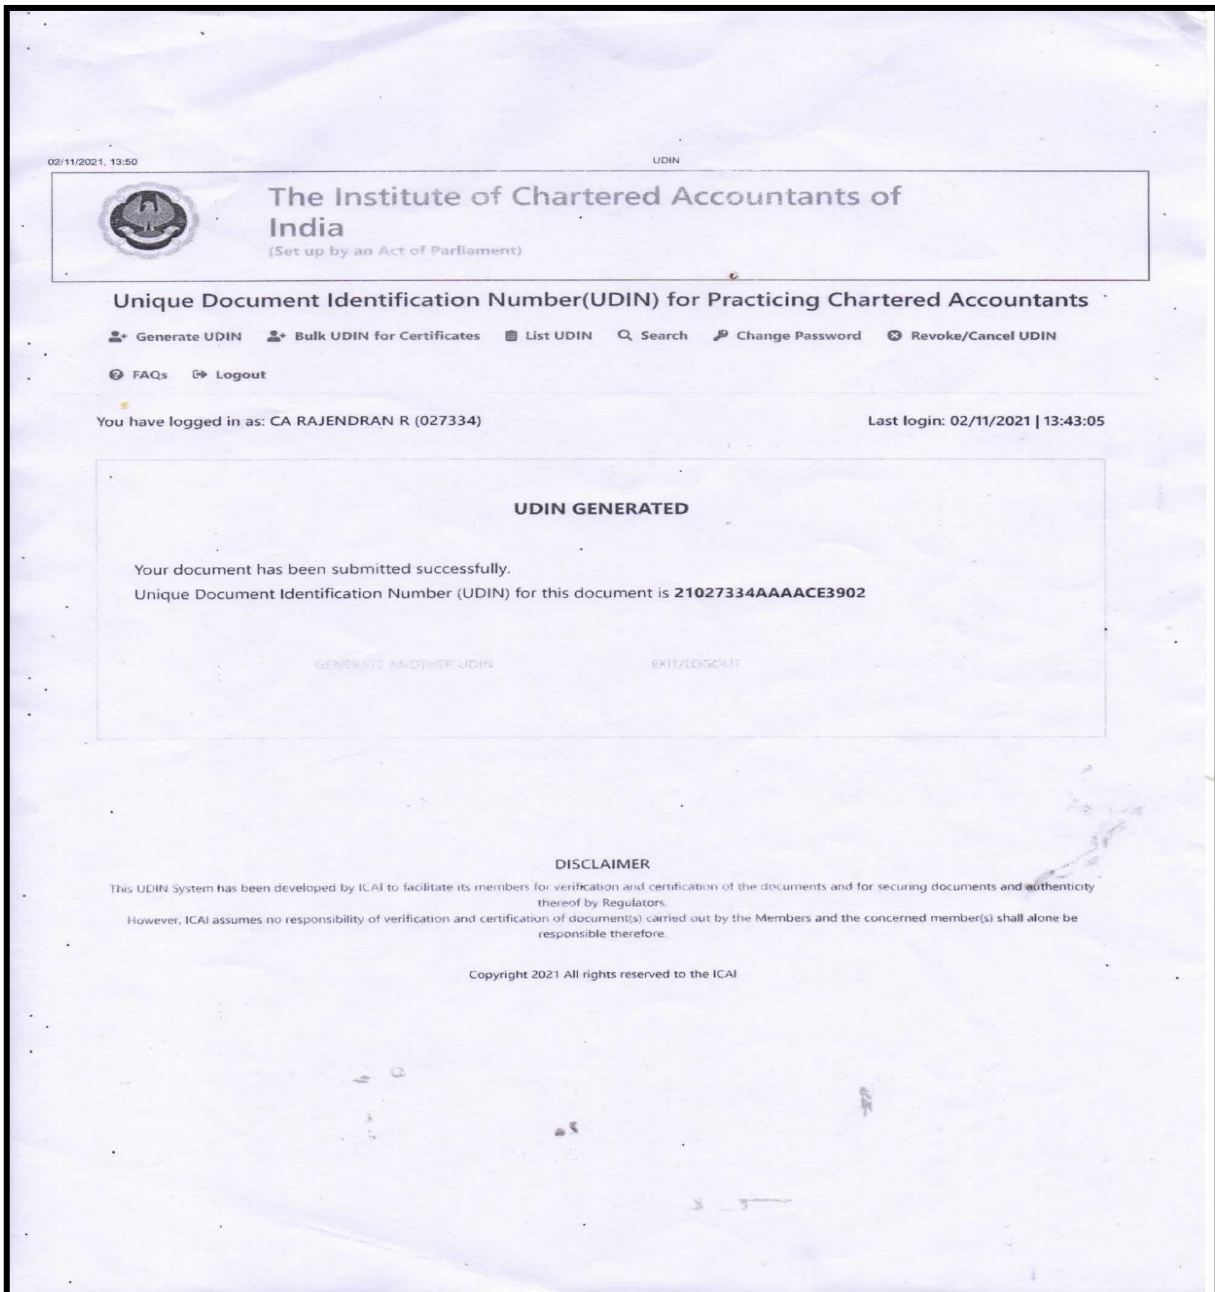 02/11/2021, 13:50 UDIN
The Institute of Chartered Accountants of
India
(Set up by an Act of Parliament)
Unique Document Identification Number(UDIN) for Practicing Chartered Accountants
Generate UDIN Bulk UDIN for Certificates List UDIN Search Change Password Revoke/Cancel UDIN
FAQs Logout
You have logged in as: CA RAJENDRAN R (027334) Last login: 02/11/2021 | 13:43:05
UDIN GENERATED
Your document has been submitted successfully.
Unique Document Identification Number (UDIN) for this document is 21027334AAAACE3902
GENERATE ANOTHER UDIN EXIT/LOGOUT
DISCLAIMER
This UDIN System has been developed by ICAI to facilitate its members for verification and certification of the documents and for securing documents and authenticity
thereof by Regulators.
However, ICAI assumes no responsibility of verification and certification of document(s) carried out by the Members and the concerned member(s) shall alone be
responsible therefore.
Copyright 2021 All rights reserved to the ICAI